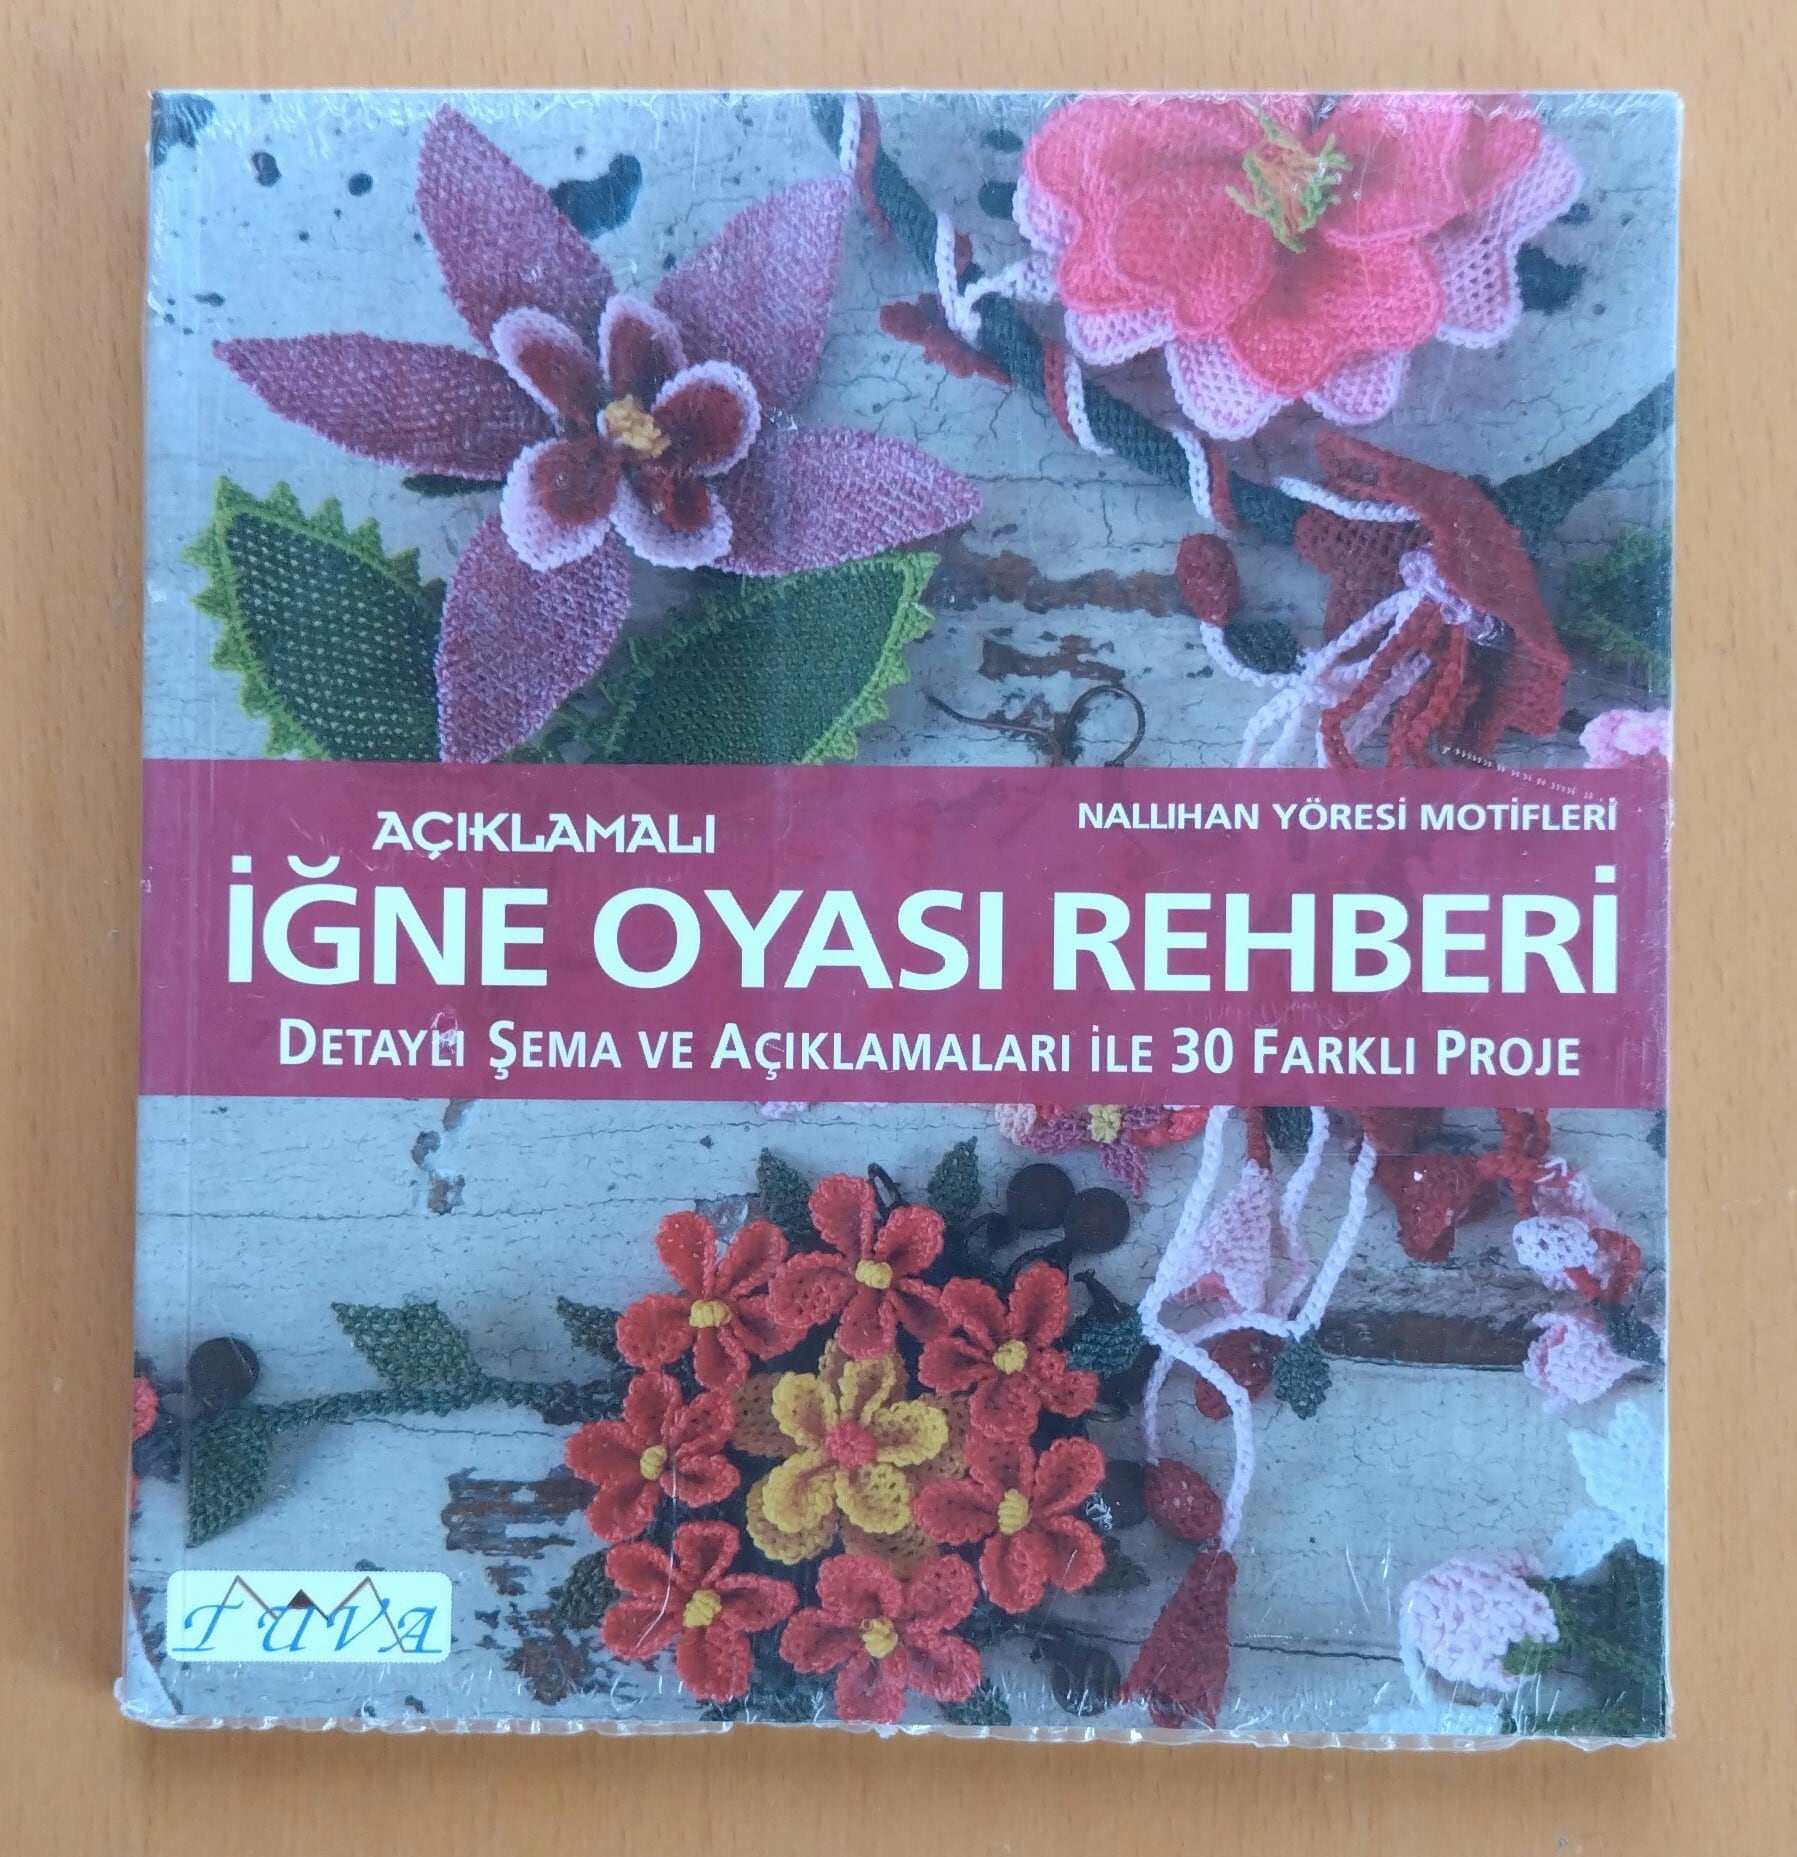 AÇIKLAMALI
NALLIHAN YÖRESİ MOTİFLERİ
İĞNE OYASI REHBERİ
DETAYLI ŞEMA VE AÇIKLAMALARI İLE 30 FARKLI PROJE
TUVA